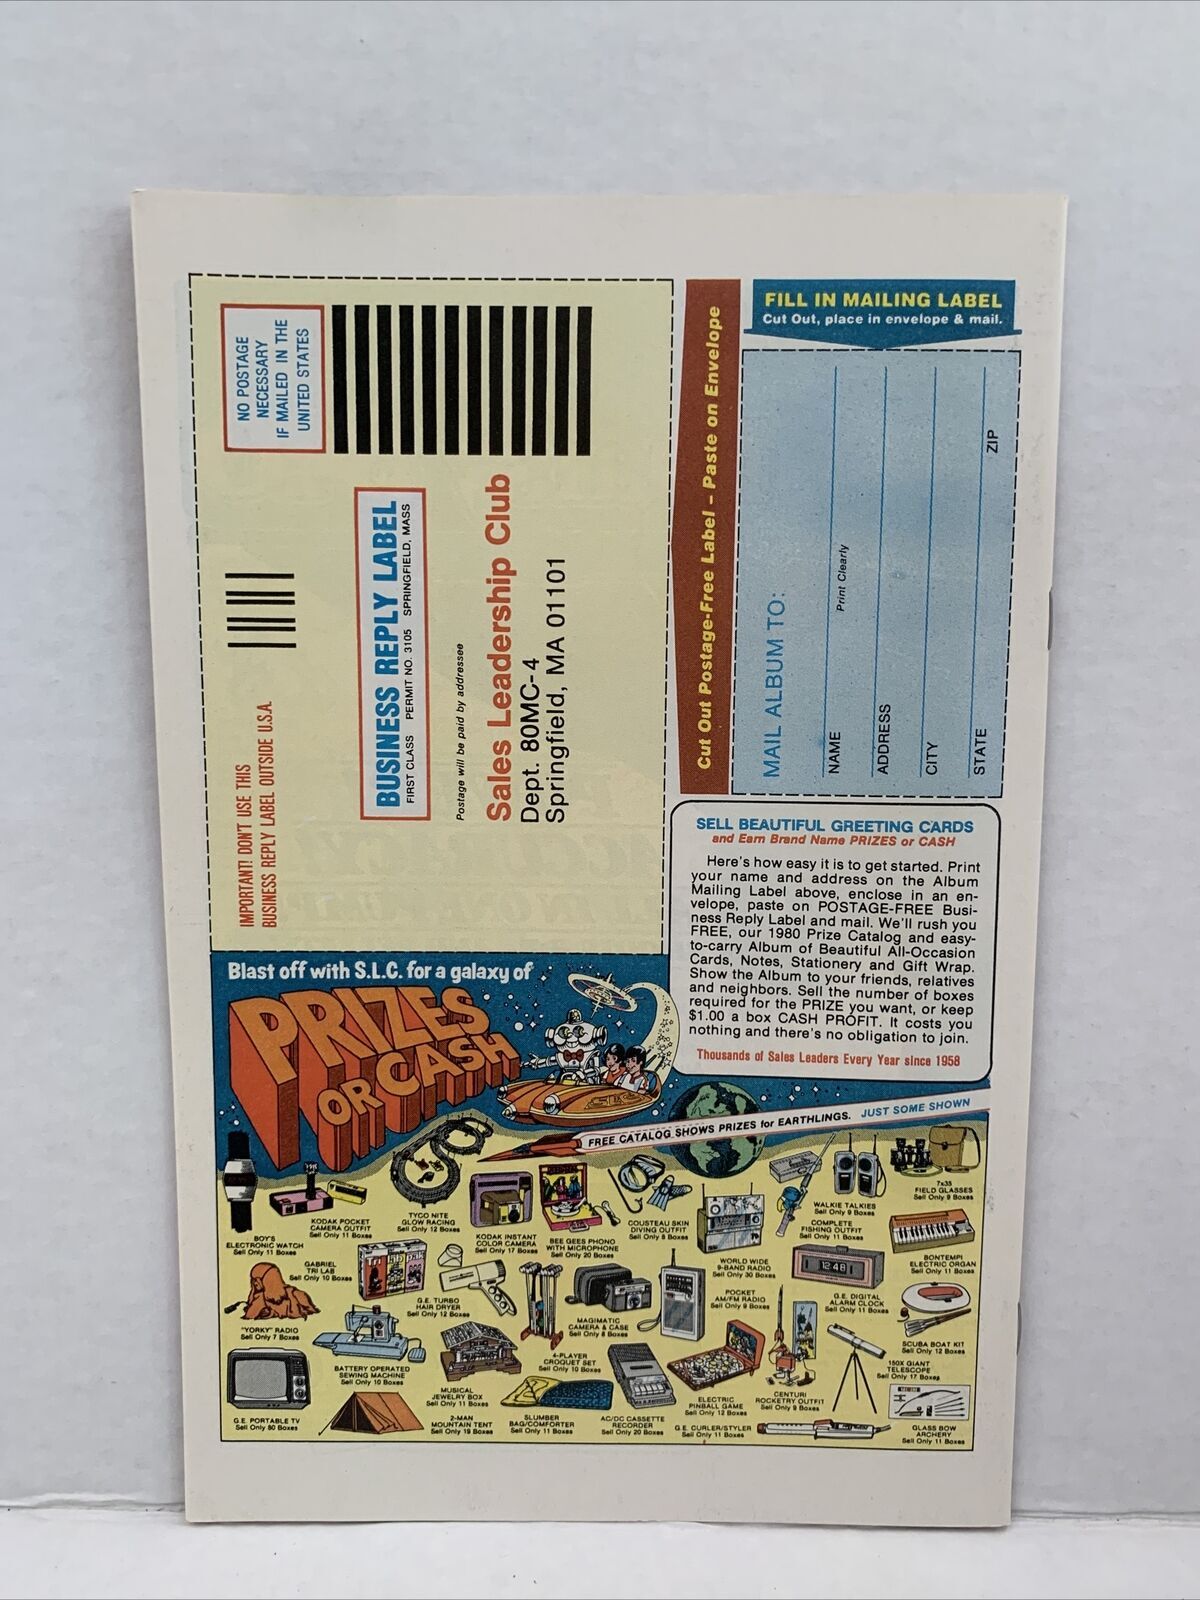 NO POSTAGE
NECESSARY
IF MAILED IN THE
UNITED STATES
IMPORTANT! DON'T USE THIS
BUSINESS REPLY LABEL OUTSIDE U.S.A.
BUSINESS REPLY LABEL
FIRST CLASS PERMIT NO. 3105 SPRINGFIELD, MASS
Postage will be paid by addressee
Sales Leadership Club
Dept. 80MC-4
Springfield, MA 01101
Cut Out Postage-Free Label – Paste on Envelope
FILL IN MAILING LABEL
Cut Out, place in envelope & mail.
MAIL ALBUM TO:
NAME
Print Clearly
ADDRESS
CITY
STATE ZIP
SELL BEAUTIFUL GREETING CARDS
and Earn Brand Name PRIZES or CASH
Here's how easy it is to get started. Print
your name and address on the Album
Mailing Label above, enclose in an en-
velope, paste on POSTAGE-FREE Busi-
ness Reply Label and mail. We'll rush you
FREE, our 1980 Prize Catalog and easy-
to-carry Album of Beautiful All-Occasion
Cards, Notes, Stationery and Gift Wrap.
Show the Album to your friends, relatives
and neighbors. Sell the number of boxes
required for the PRIZE you want, or keep
$1.00 a box CASH PROFIT. It costs you
nothing and there's no obligation to join.
Thousands of Sales Leaders Every Year since 1958
Blast off with S.L.C. for a galaxy of
PRIZES
OR CASH
SLC
FREE CATALOG SHOWS PRIZES for EARTHLINGS. JUST SOME SHOWN
BOY'S
ELECTRONIC WATCH
Sell Only 11 Boxes
KODAK POCKET
CAMERA OUTFIT
Sell Only 11 Boxes
TYCO NITE
GLOW RACING
Sell Only 12 Boxes
KODAK INSTANT
COLOR CAMERA
Sell Only 17 Boxes
BEE GEES PHONO
WITH MICROPHONE
Sell Only 20 Boxes
COUSTEAU SKIN
DIVING OUTFIT
Sell Only 8 Boxes
WALKIE TALKIES
Sell Only 9 Boxes
7x35
FIELD GLASSES
Sell Only 9 Boxes
COMPLETE
FISHING OUTFIT
Sell Only 11 Boxes
GABRIEL
TRI LAB
Sell Only 10 Boxes
G.E. TURBO
HAIR DRYER
Sell Only 12 Boxes
WORLD WIDE
9-BAND RADIO
Sell Only 30 Boxes
BONTEMPI
ELECTRIC ORGAN
Sell Only 11 Boxes
"YORKY" RADIO
Sell Only 7 Boxes
MAGIMATIC
CAMERA & CASE
Sell Only 8 Boxes
POCKET
AM/FM RADIO
Sell Only 9 Boxes
12 48
G.E. DIGITAL
ALARM CLOCK
Sell Only 11 Boxes
BATTERY OPERATED
SEWING MACHINE
Sell Only 10 Boxes
4-PLAYER
CROQUET SET
Sell Only 10 Boxes
SCUBA BOAT KIT
Sell Only 12 Boxes
MUSICAL
JEWELRY BOX
Sell Only 11 Boxes
ELECTRIC
PINBALL GAME
Sell Only 12 Boxes
CENTURI
ROCKETRY OUTFIT
Sell Only 9 Boxes
150X GIANT
TELESCOPE
Sell Only 17 Boxes
G.E. PORTABLE TV
Sell Only 80 Boxes
2-MAN
MOUNTAIN TENT
Sell Only 19 Boxes
SLUMBER
BAG/COMFORTER
Sell Only 11 Boxes
AC/DC CASSETTE
RECORDER
Sell Only 20 Boxes
G.E. CURLER/STYLER
Sell Only 11 Boxes
GLASS BOW
ARCHERY
Sell Only 11 Boxes